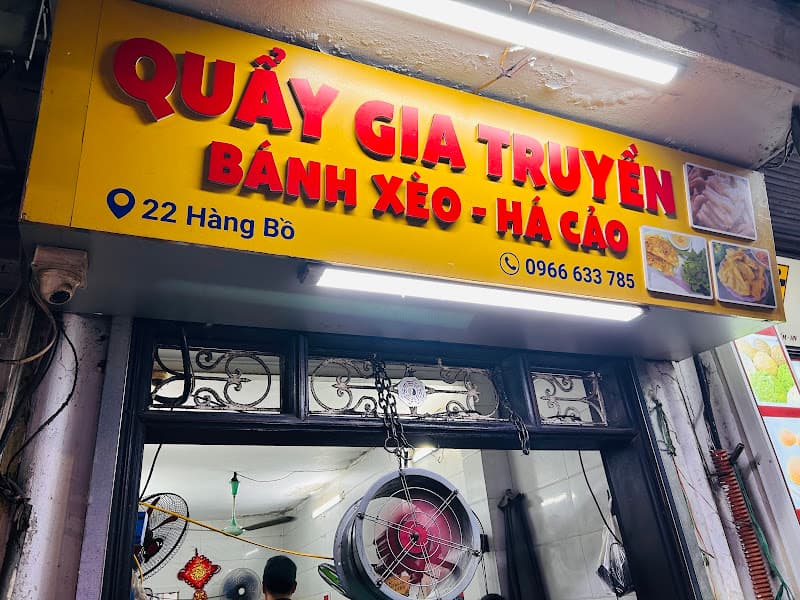 QUẨY GIA TRUYỀN
BÁNH XÈO - HÁ CẢO
22 Hàng Bồ
0966 633 785